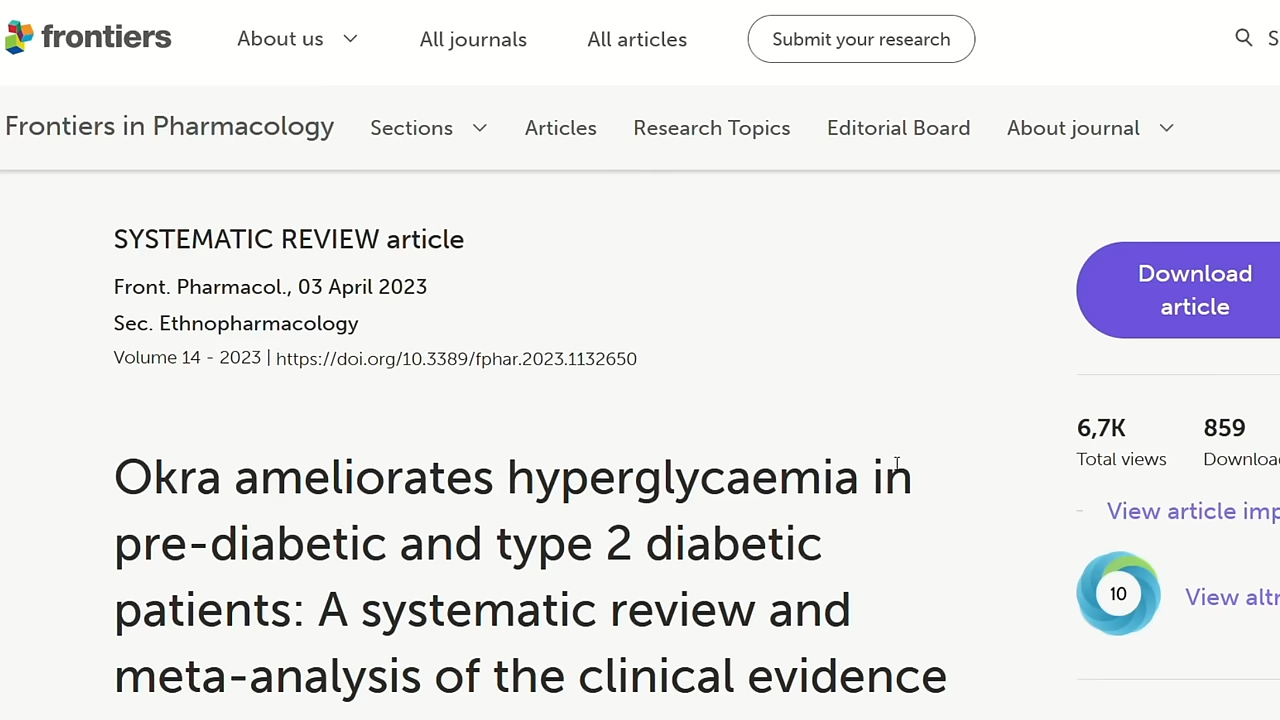 frontiers
About us
All journals
All articles
Submit your research
S
Frontiers in Pharmacology
Sections
Articles
Research Topics
Editorial Board
About journal
SYSTEMATIC REVIEW article
Front. Pharmacol., 03 April 2023
Sec. Ethnopharmacology
Volume 14 - 2023 | https://doi.org/10.3389/fphar.2023.1132650
Okra ameliorates hyperglycaemia in
pre-diabetic and type 2 diabetic
patients: A systematic review and
meta-analysis of the clinical evidence
Download
article
6,7K
Total views
859
Downloa
View article imp
10
View altr